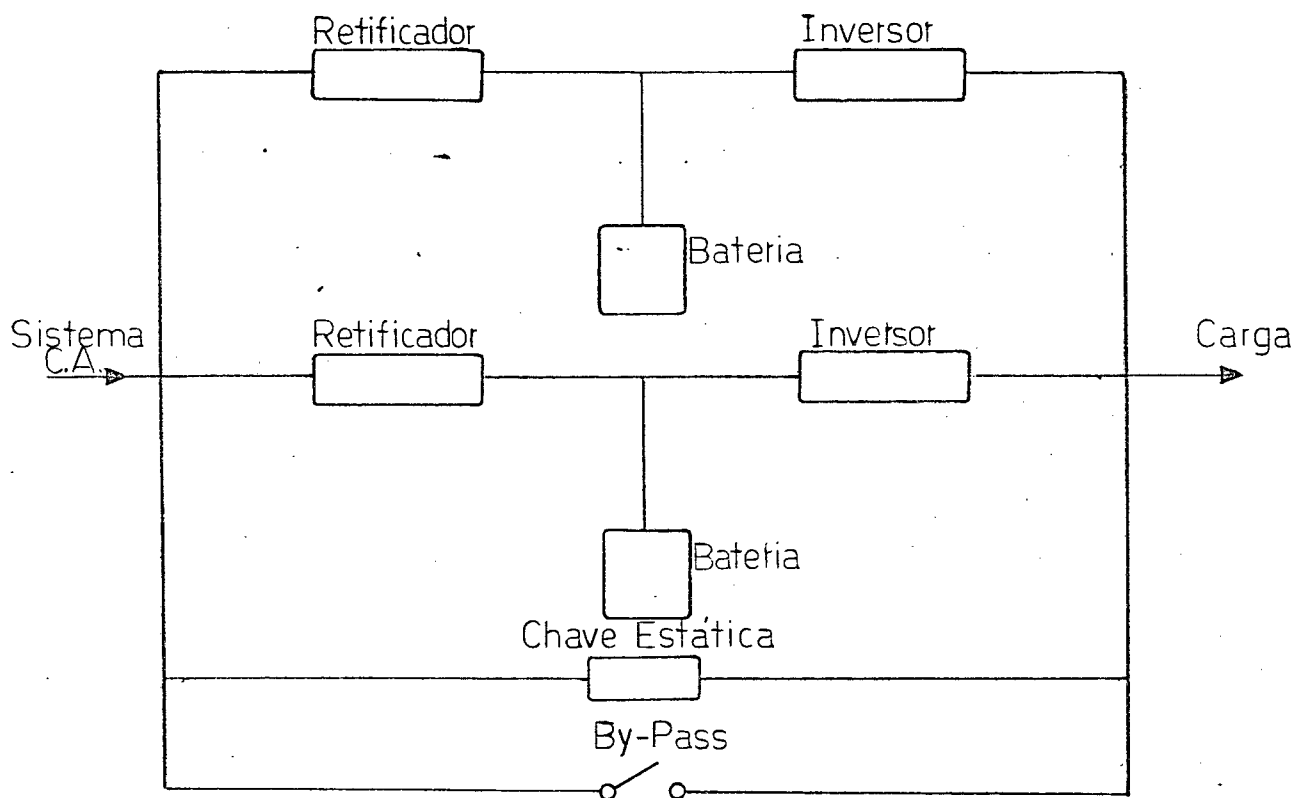 Retificador
Inversor
Bateria
Sistema
C.A.
Retificador
Inversor
Carga
Bateria
Chave Estática
By-Pass